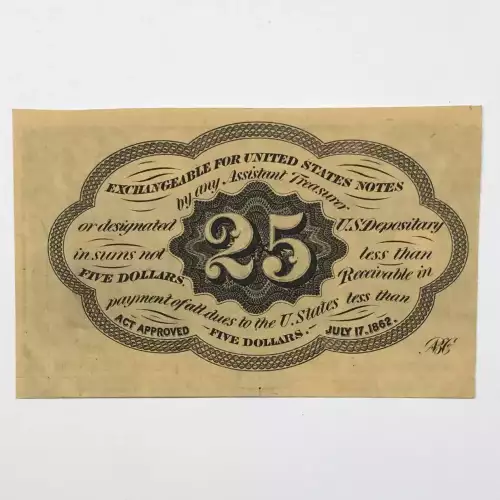 EXCHANGEABLE FOR UNITED STATES NOTES
by any Assistant Treasurer
or designated U.S. Depositary
in sums not less than
FIVE DOLLARS. Receivable in
25
payment of all dues to the U. States less than
ACT APPROVED FIVE DOLLARS. JULY 17. 1862.
ABC